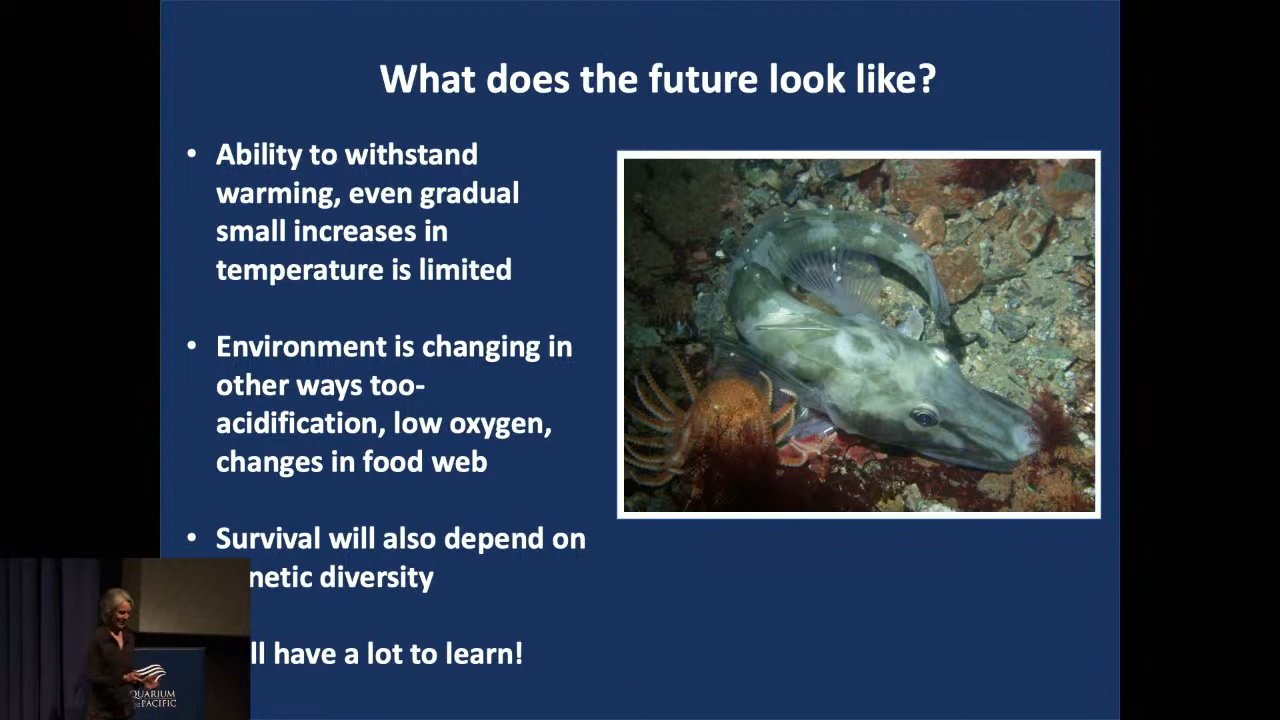 What does the future look like?
• Ability to withstand
warming, even gradual
small increases in
temperature is limited
• Environment is changing in
other ways too-
acidification, low oxygen,
changes in food web
• Survival will also depend on
netic diversity
ll have a lot to learn!
QUARIUM
PACIFIC